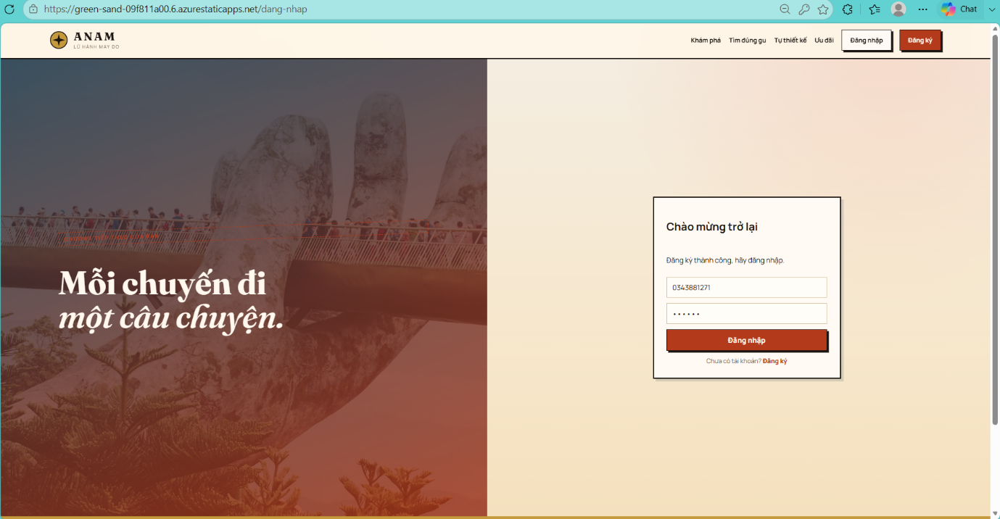 https://green-sand-09f811a00.6.azurestaticapps.net/dang-nhap
Chat
ANAM
LỮ HÀNH MAY ĐO
Khám phá
Tìm đúng gu
Tự thiết kế
Ưu đãi
Đăng nhập
Đăng ký
Mỗi chuyến đi
một câu chuyện.
Chào mừng trở lại
Đăng ký thành công, hãy đăng nhập.
0343881271
••••••
Đăng nhập
Chưa có tài khoản? Đăng ký